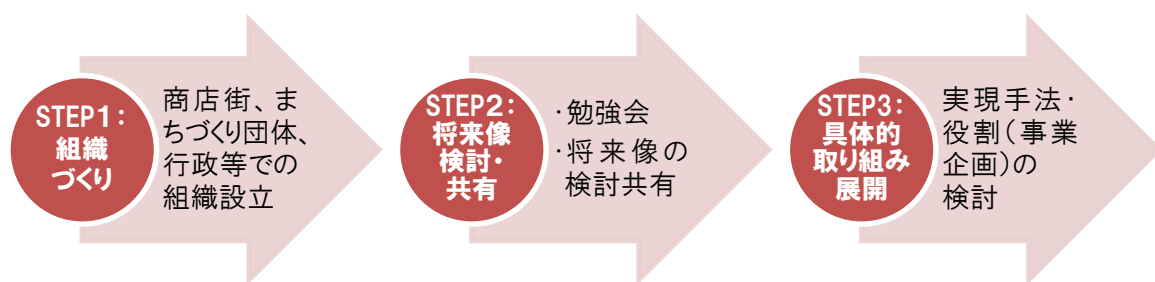 STEP1：
組織
づくり
商店街、ま
ちづくり団体、
行政等での
組織設立
STEP2：
将来像
検討・
共有
・勉強会
・将来像の
検討共有
STEP3：
具体的
取り組み
展開
実現手法・
役割（事業
企画）の
検討